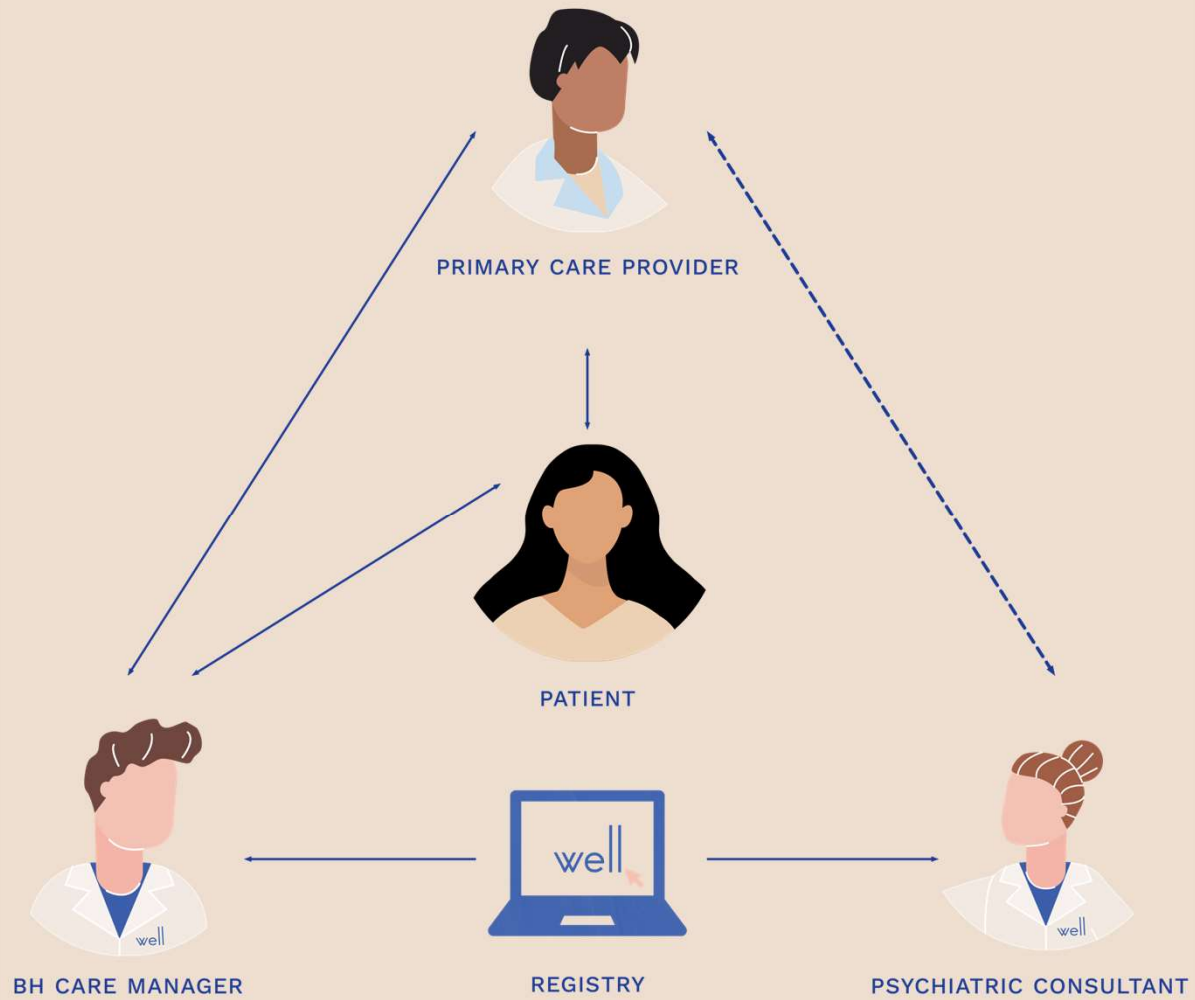 PRIMARY CARE PROVIDER
PATIENT
well
well
well
BH CARE MANAGER
REGISTRY
PSYCHIATRIC CONSULTANT